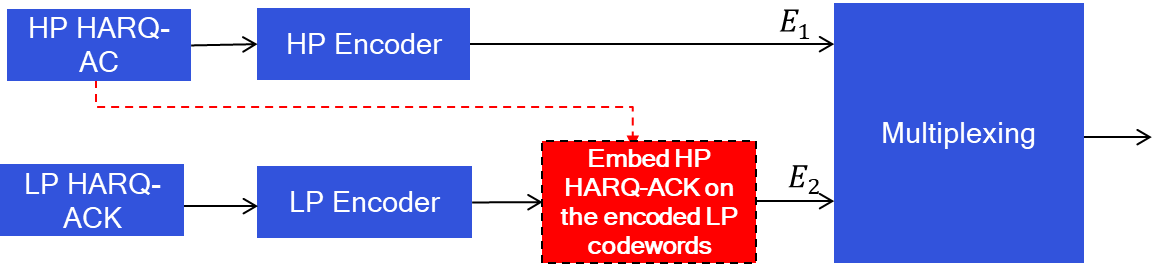 HP HARQ-
AC
HP Encoder
E₁
Multiplexing
LP HARQ-
ACK
LP Encoder
Embed HP
HARQ-ACK on
the encoded LP
codewords
E₂